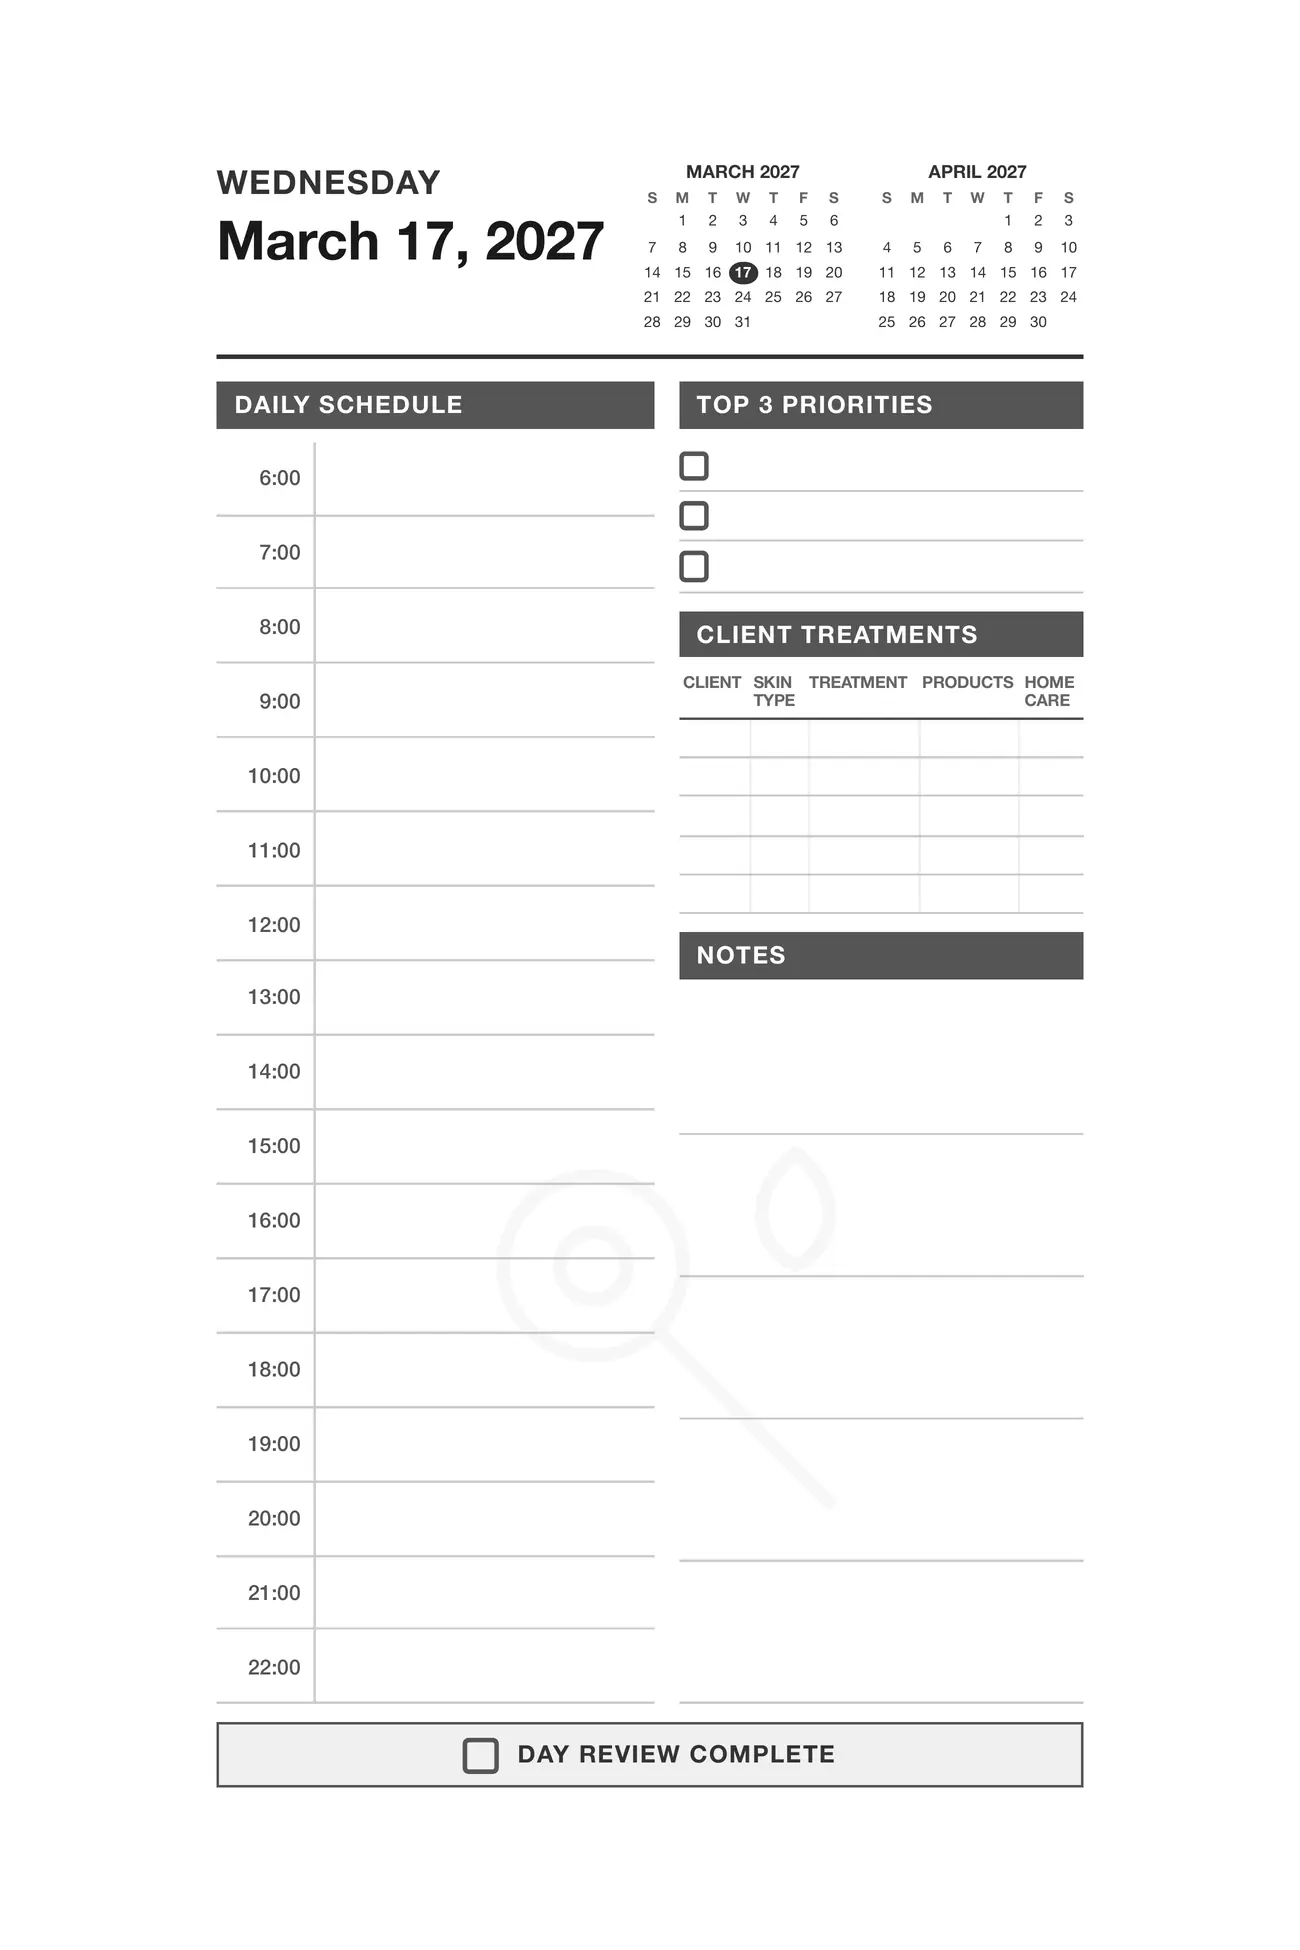 WEDNESDAY
March 17, 2027
MARCH 2027
S M T W T F S
1 2 3 4 5 6
7 8 9 10 11 12 13
14 15 16 17 18 19 20
21 22 23 24 25 26 27
28 29 30 31
APRIL 2027
S M T W T F S
1 2 3
4 5 6 7 8 9 10
11 12 13 14 15 16 17
18 19 20 21 22 23 24
25 26 27 28 29 30
DAILY SCHEDULE
6:00
7:00
8:00
9:00
10:00
11:00
12:00
13:00
14:00
15:00
16:00
17:00
18:00
19:00
20:00
21:00
22:00
TOP 3 PRIORITIES
CLIENT TREATMENTS
CLIENT SKIN TYPE TREATMENT PRODUCTS HOME CARE
NOTES
DAY REVIEW COMPLETE